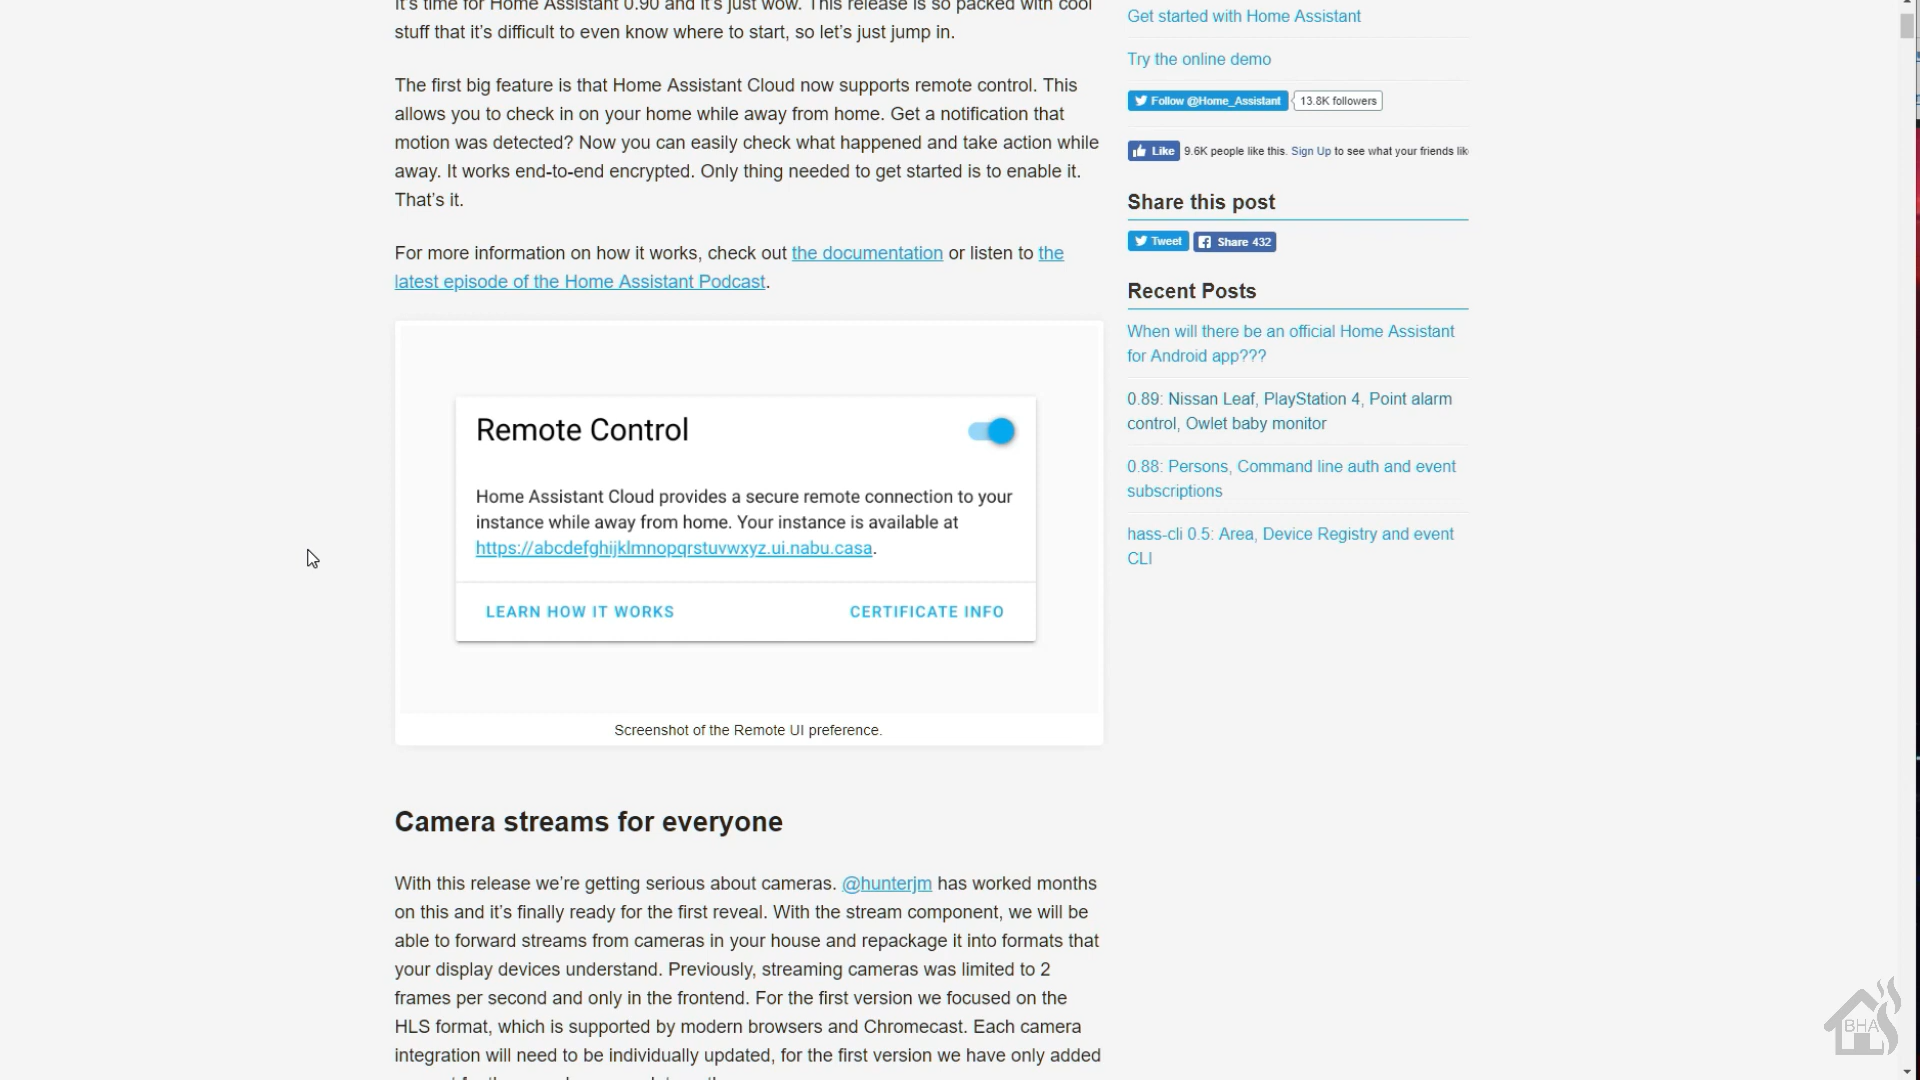 It's time for Home Assistant 0.90 and it's just wow. This release is so packed with cool
stuff that it’s difficult to even know where to start, so let’s just jump in.
The first big feature is that Home Assistant Cloud now supports remote control. This
allows you to check in on your home while away from home. Get a notification that
motion was detected? Now you can easily check what happened and take action while
away. It works end-to-end encrypted. Only thing needed to get started is to enable it.
That’s it.
For more information on how it works, check out the documentation or listen to the
latest episode of the Home Assistant Podcast.
Remote Control
Home Assistant Cloud provides a secure remote connection to your
instance while away from home. Your instance is available at
https://abcdefghijklmnopqrstuvwxyz.ui.nabu.casa.
LEARN HOW IT WORKS
CERTIFICATE INFO
Screenshot of the Remote UI preference.
Camera streams for everyone
With this release we’re getting serious about cameras. @hunterjm has worked months
on this and it’s finally ready for the first reveal. With the stream component, we will be
able to forward streams from cameras in your house and repackage it into formats that
your display devices understand. Previously, streaming cameras was limited to 2
frames per second and only in the frontend. For the first version we focused on the
HLS format, which is supported by modern browsers and Chromecast. Each camera
integration will need to be individually updated, for the first version we have only added
Get started with Home Assistant
Try the online demo
Follow @Home_Assistant
13.8K followers
Like
9.6K people like this. Sign Up to see what your friends
Share this post
Tweet
Share 432
Recent Posts
When will there be an official Home Assistant
for Android app???
0.89: Nissan Leaf, PlayStation 4, Point alarm
control, Owlet baby monitor
0.88: Persons, Command line auth and event
subscriptions
hass-cli 0.5: Area, Device Registry and event
CLI
BHA